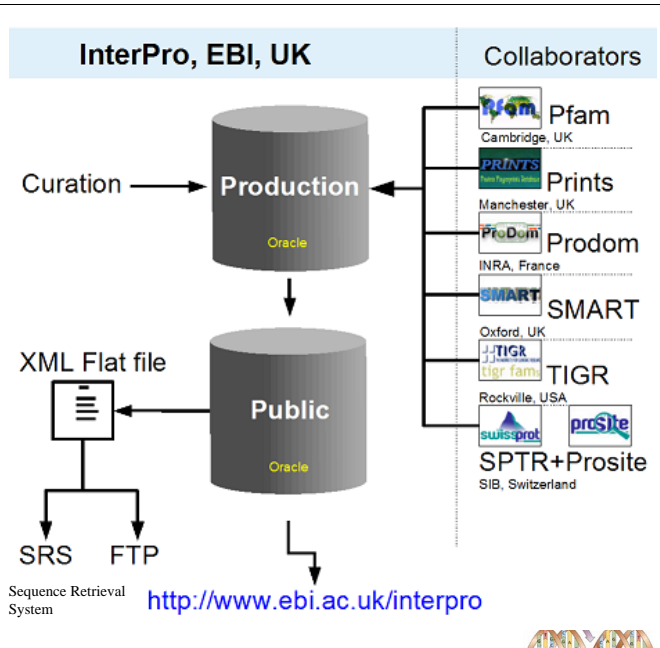 InterPro, EBI, UK
Collaborators
Curation
Production
Oracle
Pfam
Cambridge, UK
PRINTS
Prints
Manchester, UK
ProDom
Prodom
INRA, France
SMART
SMART
Oxford, UK
TIGR
tigr fams
TIGR
Rockville, USA
swissprot
prosite
SPTR+Prosite
SIB, Switzerland
XML Flat file
Public
Oracle
SRS
FTP
Sequence Retrieval
System
http://www.ebi.ac.uk/interpro